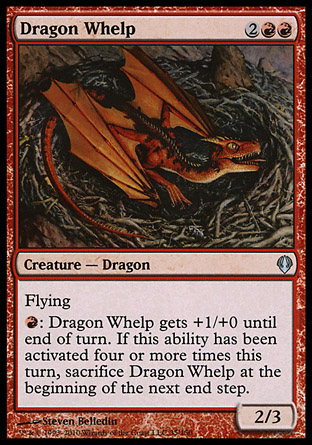 Dragon Whelp 2
Creature — Dragon
Flying
: Dragon Whelp gets +1/+0 until
end of turn. If this ability has been
activated four or more times this
turn, sacrifice Dragon Whelp at the
beginning of the next end step.
Steven Belledin
2/3